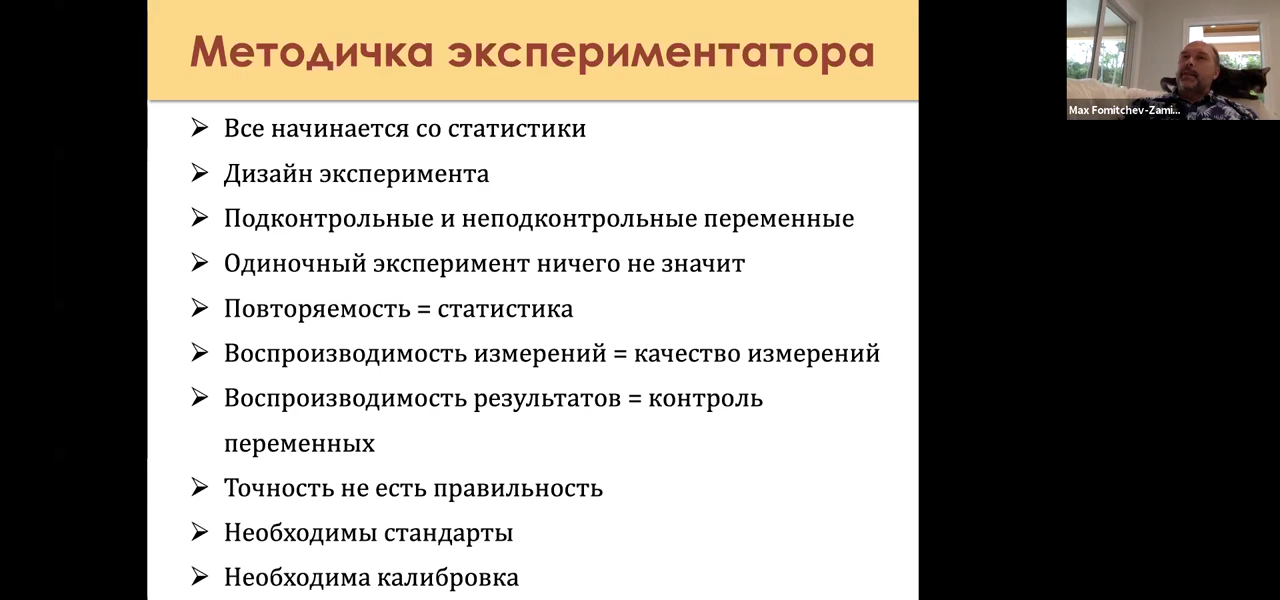 Методичка экспериментатора
Все начинается со статистики
Дизайн эксперимента
Подконтрольные и неподконтрольные переменные
Одиночный эксперимент ничего не значит
Повторяемость = статистика
Воспроизводимость измерений = качество измерений
Воспроизводимость результатов = контроль
переменных
Точность не есть правильность
Необходимы стандарты
Необходима калибровка
Max Fomitchev-Zami...